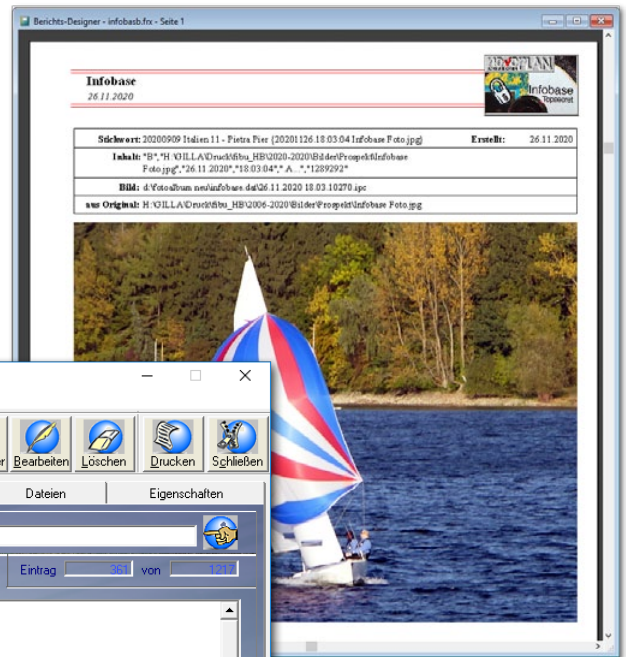 Berichts-Designer - infobasb.frx - Seite 1
Infobase
26.11.2020
Infobase
Topsecret
Stichwort: 20200909 Italien 11 - Pietra Pier (20201126.18:03:04 Infobase Foto.jpg) Erstellt: 26.11.2020
Inhalt: "B","H:\GILLA\Druck\fibu_HB\2020-2020\Bilder\Prospekt\Infobase
Foto.jpg","26.11.2020","18:03:04"," A...","1289292"
Bild: d:\fotoalbum neu\infobase.dat\26.11 2020 18.03.10270.ipc
aus Original: H:\GILLA\Druck\fibu_HB\2006-2020\Bilder\Prospekt\Infobase Foto.jpg
Bearbeiten Löschen Drucken Schließen
Dateien Eigenschaften
Eintrag 361 von 1217